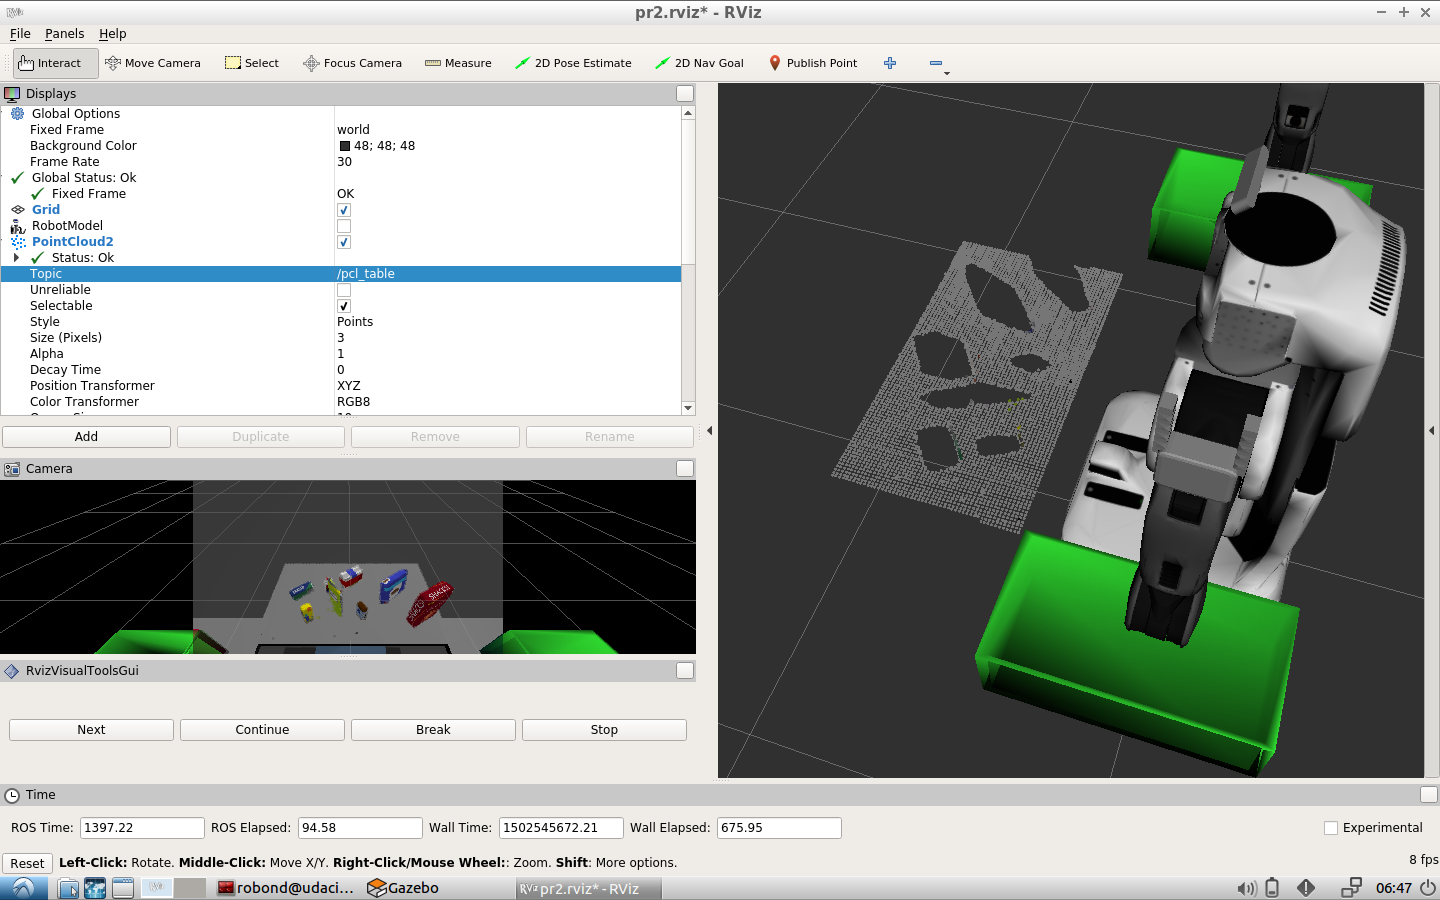 pr2.rviz* - RViz
File Panels Help
Interact Move Camera Select Focus Camera Measure 2D Pose Estimate 2D Nav Goal Publish Point
Displays
Global Options
Fixed Frame world
Background Color 48; 48; 48
Frame Rate 30
Global Status: Ok
Fixed Frame OK
Grid
RobotModel
PointCloud2
Status: Ok
Topic /pcl_table
Unreliable
Selectable
Style Points
Size (Pixels) 3
Alpha 1
Decay Time 0
Position Transformer XYZ
Color Transformer RGB8
Add Duplicate Remove Rename
Camera
RvizVisualToolsGui
Next Continue Break Stop
Time
ROS Time: 1397.22 ROS Elapsed: 94.58 Wall Time: 1502545672.21 Wall Elapsed: 675.95 Experimental
Reset Left-Click: Rotate. Middle-Click: Move X/Y. Right-Click/Mouse Wheel:: Zoom. Shift: More options. 8 fps
robond@udaci... Gazebo pr2.rviz* - RViz 06:47